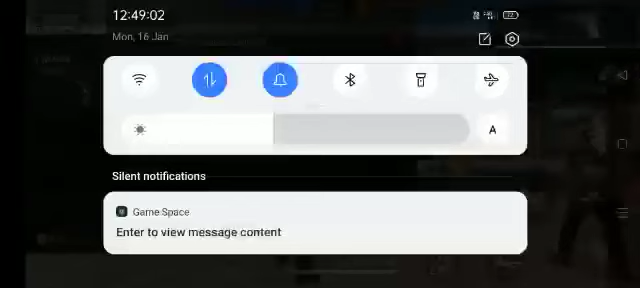 12:49:02
Mon, 16 Jan
A
Silent notifications
Game Space
Enter to view message content